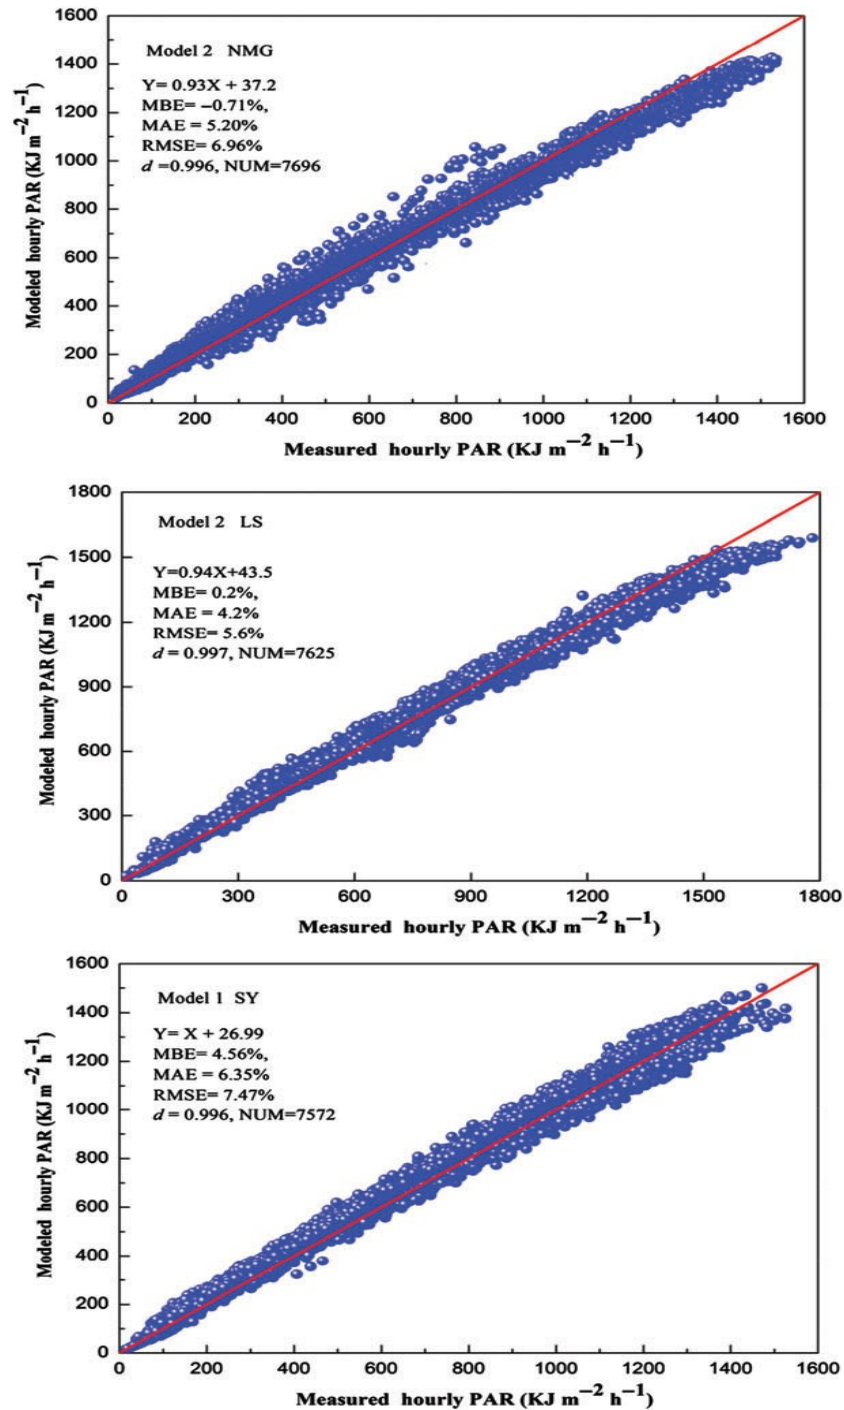 Model 2 NMG
Y= 0.93X + 37.2
MBE= −0.71%,
MAE = 5.20%
RMSE= 6.96%
d =0.996, NUM=7696
Modeled hourly PAR (KJ m−2 h−1)
1600
1400
1200
1000
800
600
400
200
0
0 200 400 600 800 1000 1200 1400 1600
Measured hourly PAR (KJ m−2 h−1)
Model 2 LS
Y=0.94X+43.5
MBE= 0.2%,
MAE = 4.2%
RMSE= 5.6%
d = 0.997, NUM=7625
Modeled hourly PAR (KJ m−2 h−1)
1800
1500
1200
900
600
300
0
0 300 600 900 1200 1500 1800
Measured hourly PAR (KJ m−2 h−1)
Model 1 SY
Y= X + 26.99
MBE= 4.56%,
MAE = 6.35%
RMSE= 7.47%
d = 0.996, NUM=7572
Modeled hourly PAR (KJ m−2 h−1)
1600
1400
1200
1000
800
600
400
200
0
0 200 400 600 800 1000 1200 1400 1600
Measured hourly PAR (KJ m−2 h−1)